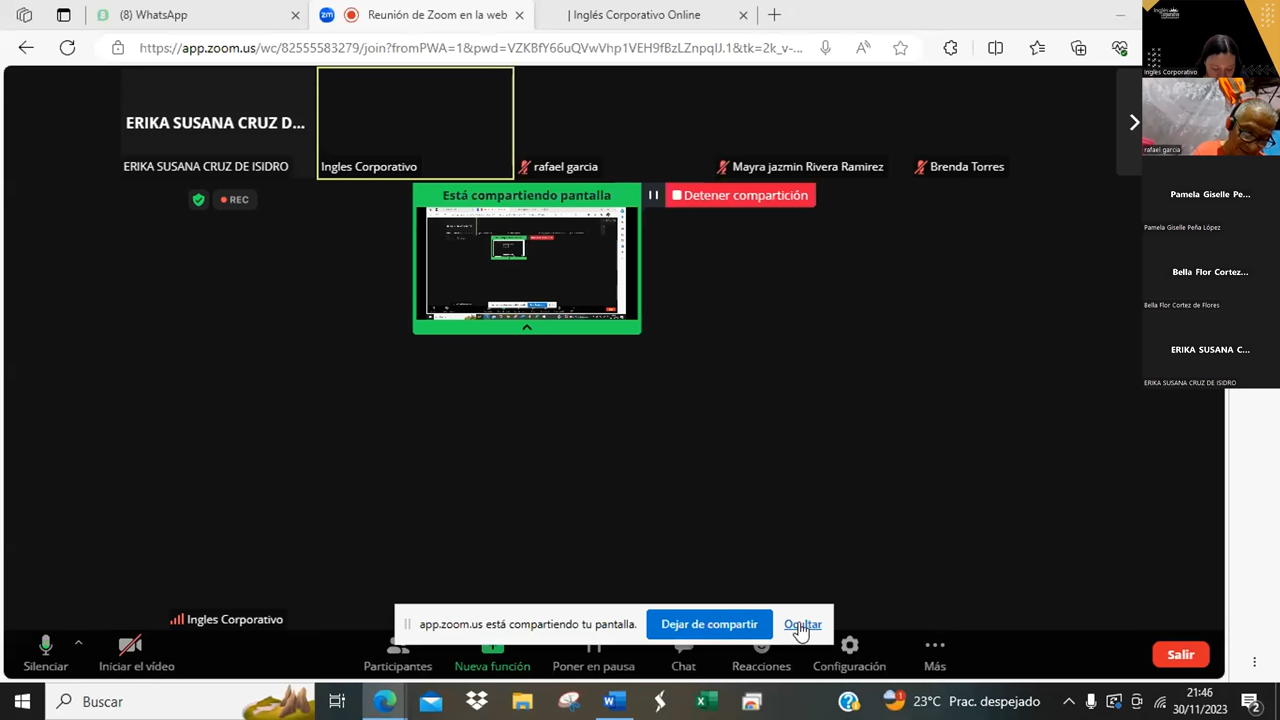 (8) WhatsApp
Reunión de Zoom en la web
Inglés Corporativo Online
https://app.zoom.us/wc/82555583279/join?fromPWA=1&pwd=VZKBfY66uQVwVhp1VEH9fBzLZnpqIJ.1&tk=2k_v-...
ERIKA SUSANA CRUZ D...
ERIKA SUSANA CRUZ DE ISIDRO
Ingles Corporativo
rafael garcia
Mayra jazmin Rivera Ramirez
Brenda Torres
REC
Está compartiendo pantalla
Detener compartición
Inglés
Corporativo
Ingles Corporativo
rafael garcia
Pamela Giselle Pe...
Pamela Giselle Peña López
Bella Flor Cortez...
Bella Flor Cortez de Flores
ERIKA SUSANA C...
ERIKA SUSANA CRUZ DE ISIDRO
Ingles Corporativo
app.zoom.us está compartiendo tu pantalla.
Dejar de compartir
Ocultar
Silenciar
Iniciar el vídeo
Participantes
Nueva función
Poner en pausa
Chat
Reacciones
Configuración
Más
Salir
Buscar
1
23°C Prac. despejado
21:46
30/11/2023
2